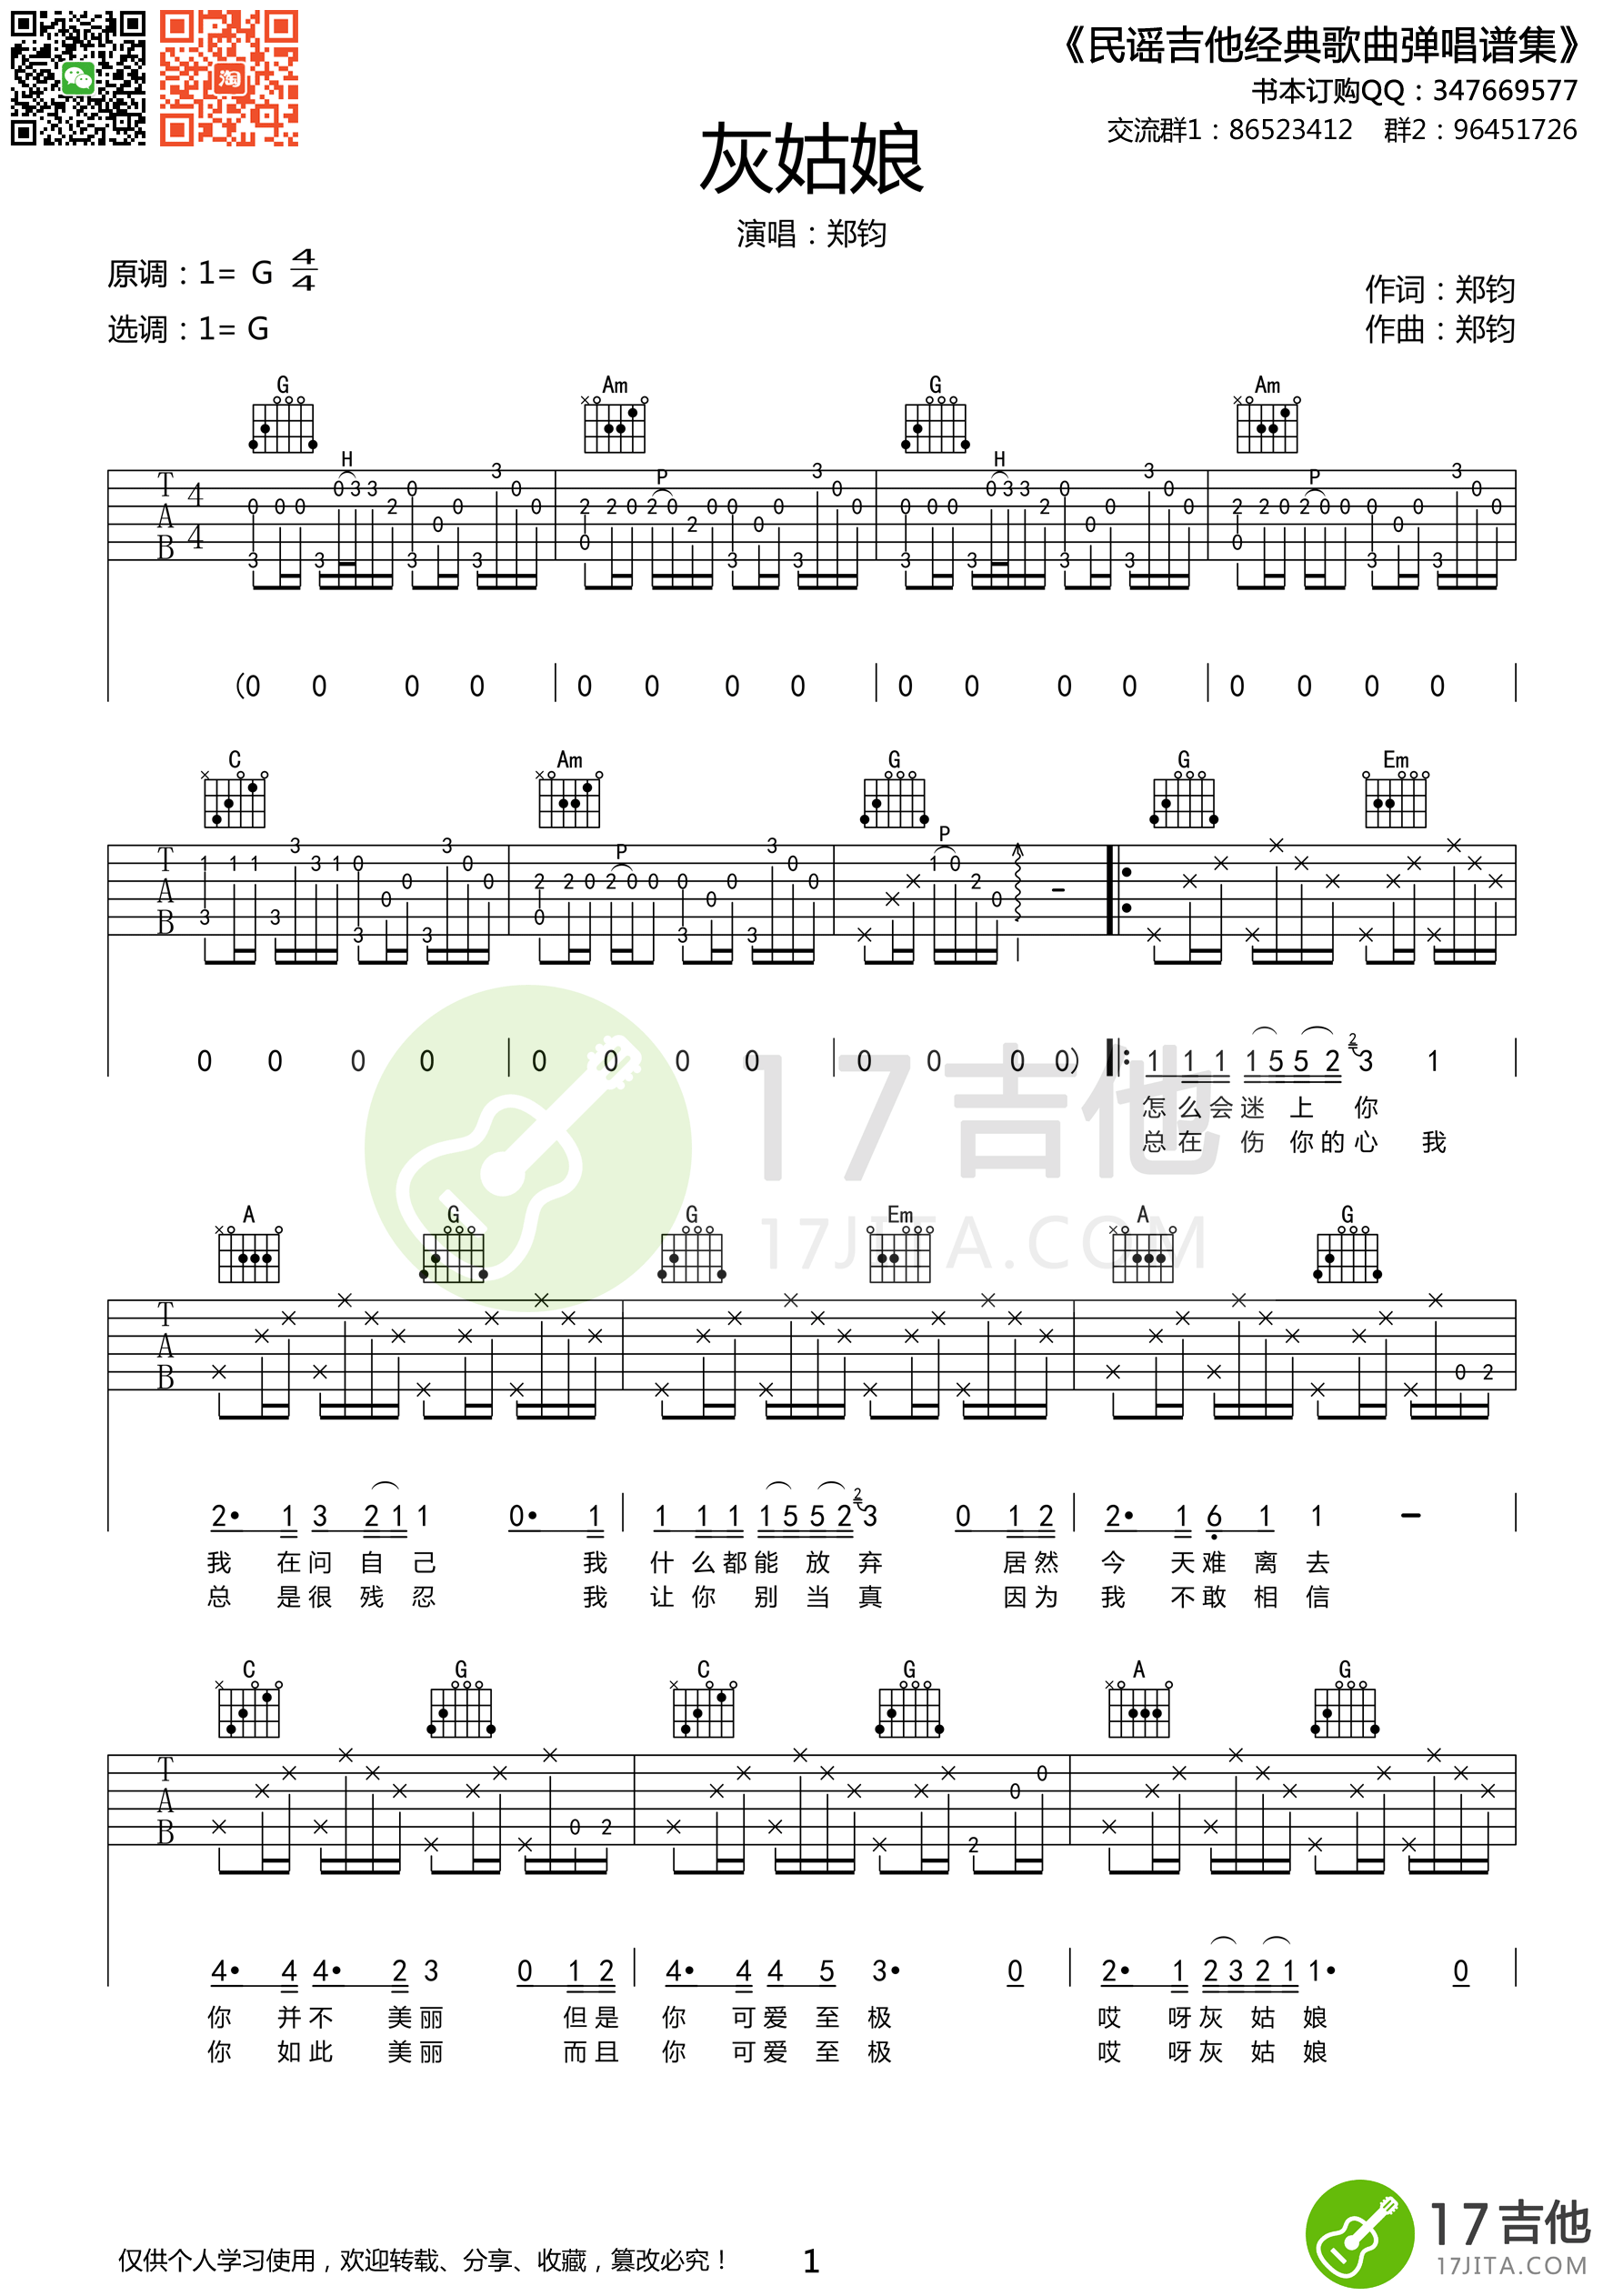 《民谣吉他经典歌曲弹唱谱集》
书本订购QQ：347669577
交流群1：86523412 群2：96451726
灰姑娘
演唱：郑钧
原调：1= G 4/4
作词：郑钧
选调：1= G
作曲：郑钧
G Am G Am
H P H P
T A B 4 4
(0 0 0 0 | 0 0 0 0 | 0 0 0 0 | 0 0 0 0 |
C Am G G Em
P P
T A B
0 0 0 0 | 0 0 0 0 | 0 0 0 0) |: 1 1 1 1 5 5 2 2 3 1 |
怎么会迷上你
总在伤你的心 我
17吉他
17JITA.COM
A G G Em A G
T A B
2• 1 3 2 1 1 0• 1 | 1 1 1 1 5 5 2 2 3 0 1 2 | 2• 1 6 1 1 - |
我在问自己 我什么都能放弃 居然今天难离去
总是很残忍 我让你别当真 因为我不敢相信
C G C G A G
T A B
4• 4 4• 2 3 0 1 2 | 4• 4 4 5 3• 0 | 2• 1 2 3 2 1 1• 0 |
你并不美丽 但是你可爱至极 哎呀灰姑娘
你如此美丽 而且你可爱至极 哎呀灰姑娘
仅供个人学习使用，欢迎转载、分享、收藏，篡改必究！
1
17吉他
17JITA.COM